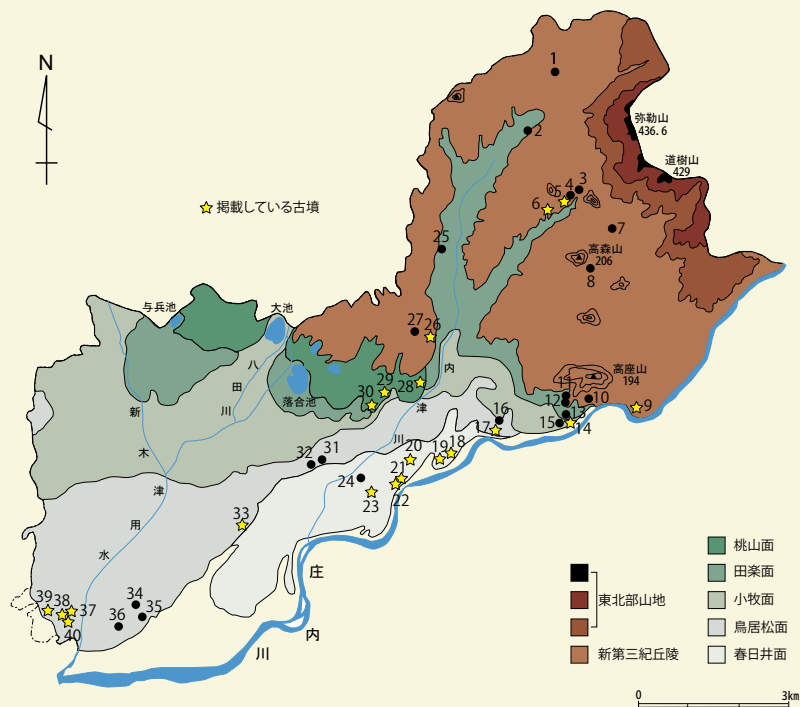 N
掲載している古墳
1
2
弥勒山
436.6
道樹山
429
3
4
5
6
7
25
高森山
206
8
与兵池
大池
27
26
八田川
落合池
29
28
30
内津川
高座山
194
11
12
10
9
13
15
14
16
17
新木津用水
32
31
20
19
18
21
22
24
23
33
39
38
37
40
36
34
35
庄内川
東北部山地
新第三紀丘陵
桃山面
田楽面
小牧面
鳥居松面
春日井面
0
3km